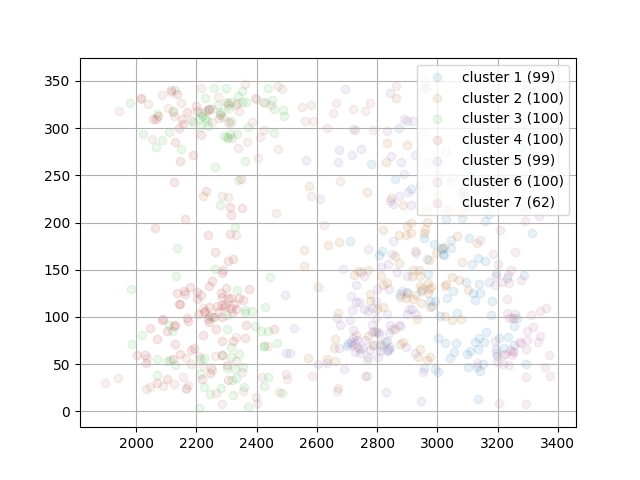 350
300
250
200
150
100
50
0
2000 2200 2400 2600 2800 3000 3200 3400
cluster 1 (99)
cluster 2 (100)
cluster 3 (100)
cluster 4 (100)
cluster 5 (99)
cluster 6 (100)
cluster 7 (62)